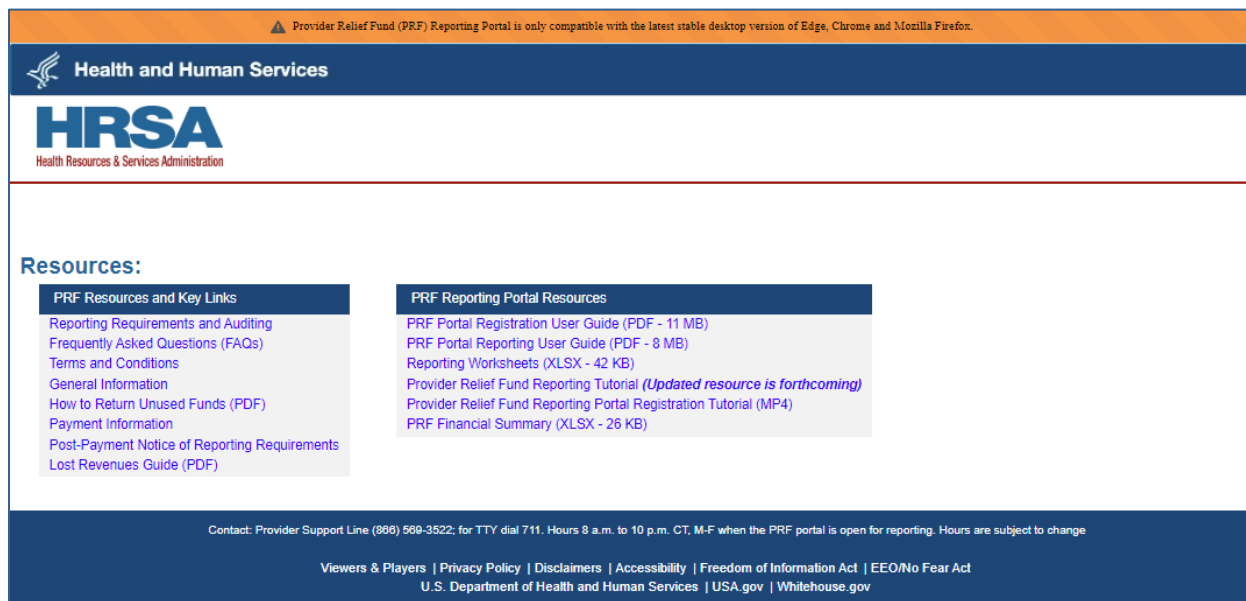 Provider Relief Fund (PRF) Reporting Portal is only compatible with the latest stable desktop version of Edge, Chrome and Mozilla Firefox.
Health and Human Services
HRSA
Health Resources & Services Administration
Resources:
PRF Resources and Key Links
Reporting Requirements and Auditing
Frequently Asked Questions (FAQs)
Terms and Conditions
General Information
How to Return Unused Funds (PDF)
Payment Information
Post-Payment Notice of Reporting Requirements
Lost Revenues Guide (PDF)
PRF Reporting Portal Resources
PRF Portal Registration User Guide (PDF - 11 MB)
PRF Portal Reporting User Guide (PDF - 8 MB)
Reporting Worksheets (XLSX - 42 KB)
Provider Relief Fund Reporting Tutorial (Updated resource is forthcoming)
Provider Relief Fund Reporting Portal Registration Tutorial (MP4)
PRF Financial Summary (XLSX - 26 KB)
Contact: Provider Support Line (866) 569-3522; for TTY dial 711. Hours 8 a.m. to 10 p.m. CT, M-F when the PRF portal is open for reporting. Hours are subject to change
Viewers & Players | Privacy Policy | Disclaimers | Accessibility | Freedom of Information Act | EEO/No Fear Act
U.S. Department of Health and Human Services | USA.gov | Whitehouse.gov